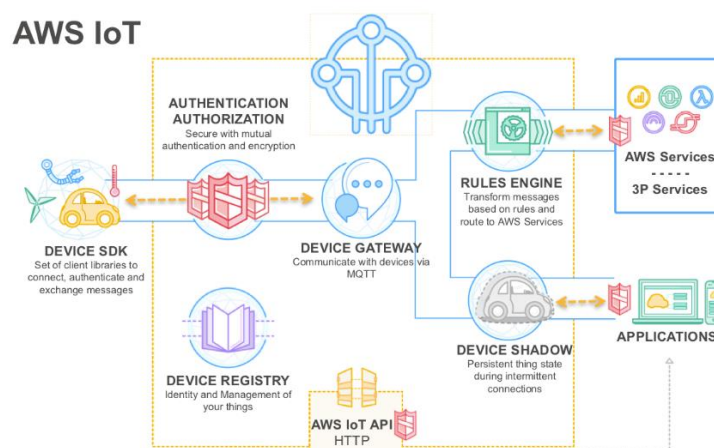 AWS IoT
AUTHENTICATION
AUTHORIZATION
Secure with mutual
authentication and encryption
DEVICE SDK
Set of client libraries to
connect, authenticate and
exchange messages
DEVICE GATEWAY
Communicate with devices via
MQTT
RULES ENGINE
Transform messages
based on rules and
route to AWS Services
AWS Services
- - - - -
3P Services
DEVICE SHADOW
Persistent thing state
during intermittent
connections
APPLICATIONS
DEVICE REGISTRY
Identity and Management of
your things
AWS IoT API
HTTP